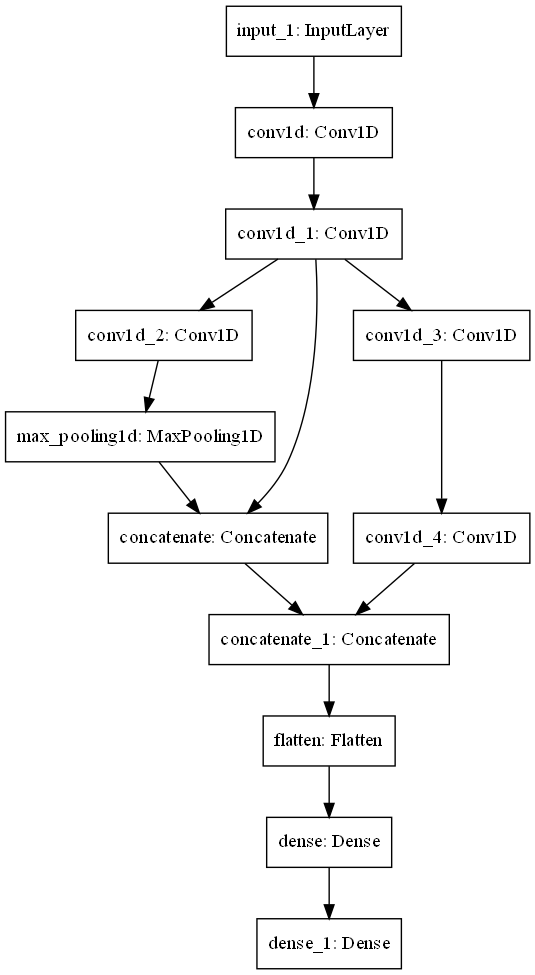 input_1: InputLayer
conv1d: Conv1D
conv1d_1: Conv1D
conv1d_2: Conv1D
conv1d_3: Conv1D
max_pooling1d: MaxPooling1D
concatenate: Concatenate
conv1d_4: Conv1D
concatenate_1: Concatenate
flatten: Flatten
dense: Dense
dense_1: Dense